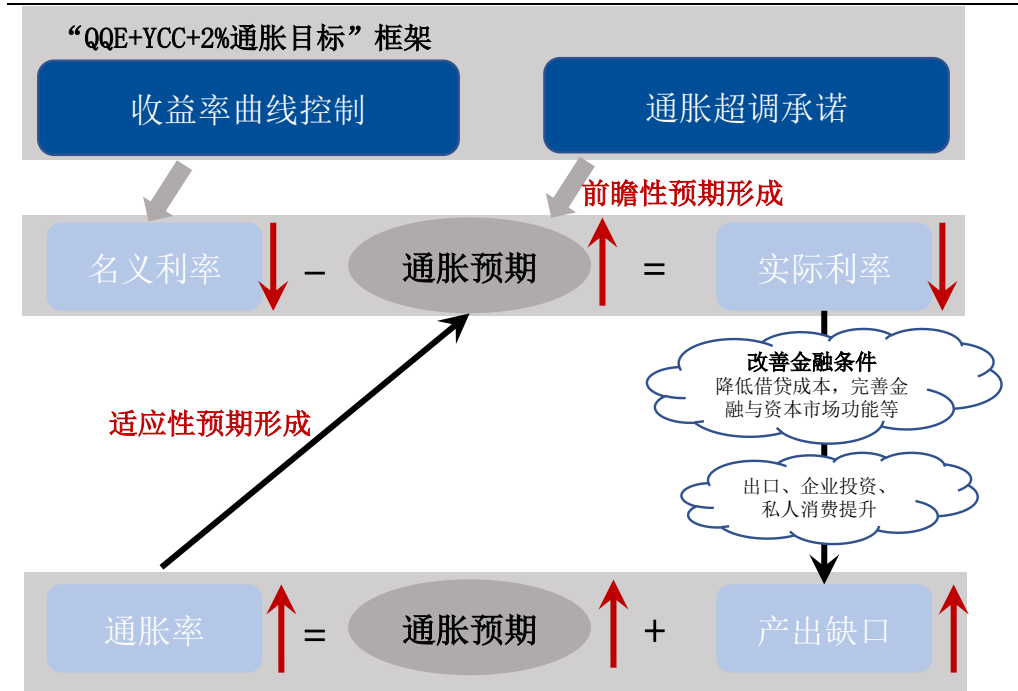 “QQE+YCC+2%通胀目标”框架
收益率曲线控制
通胀超调承诺
前瞻性预期形成
名义利率
–
通胀预期
=
实际利率
改善金融条件
降低借贷成本，完善金
融与资本市场功能等
适应性预期形成
出口、企业投资、
私人消费提升
通胀率
=
通胀预期
+
产出缺口